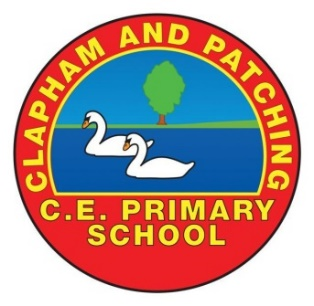 CLAPHAM AND PATCHING
C.E. PRIMARY
SCHOOL